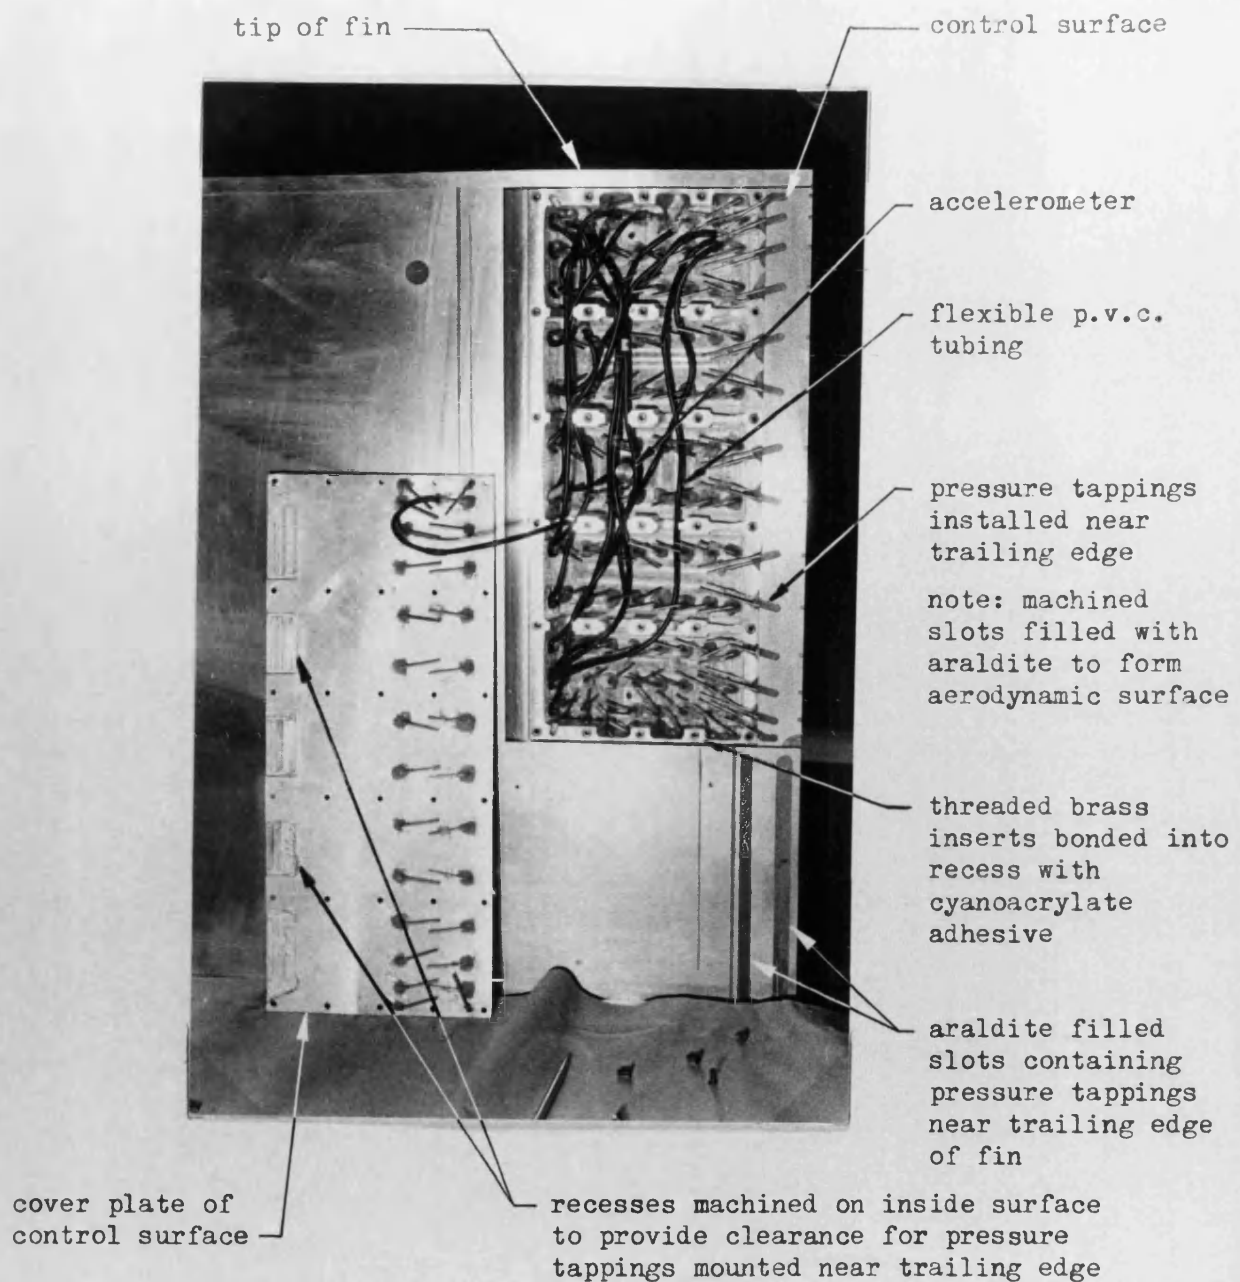 tip of fin
control surface
accelerometer
flexible p.v.c.
tubing
pressure tappings
installed near
trailing edge
note: machined
slots filled with
araldite to form
aerodynamic surface
threaded brass
inserts bonded into
recess with
cyanoacrylate
adhesive
araldite filled
slots containing
pressure tappings
near trailing edge
of fin
cover plate of
control surface
recesses machined on inside surface
to provide clearance for pressure
tappings mounted near trailing edge